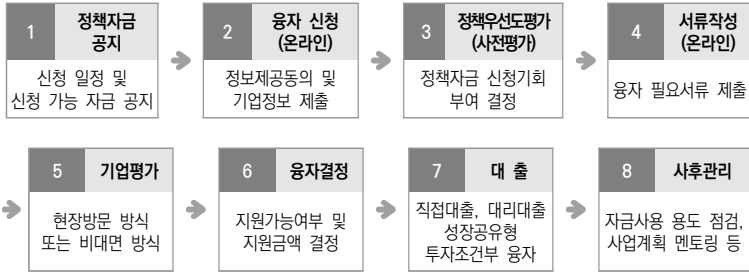 1
정책자금
공지
신청 일정 및
신청 가능 자금 공지
2
융자 신청
(온라인)
정보제공동의 및
기업정보 제출
3
정책우선도평가
(사전평가)
정책자금 신청기회
부여 결정
4
서류작성
(온라인)
융자 필요서류 제출
5
기업평가
현장방문 방식
또는 비대면 방식
6
융자결정
지원가능여부 및
지원금액 결정
7
대 출
직접대출, 대리대출
성장공유형
투자조건부 융자
8
사후관리
자금사용 용도 점검,
사업계획 멘토링 등